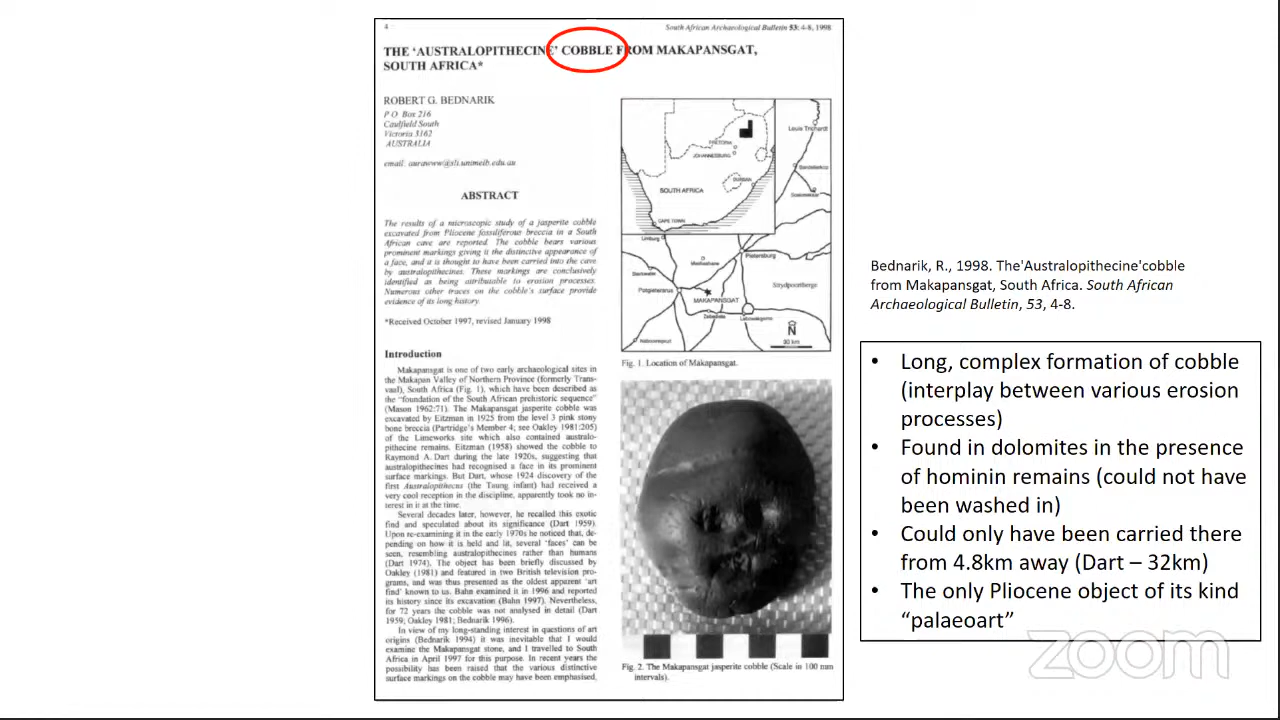 4
South African Archaeological Bulletin 53: 4-8, 1998
THE 'AUSTRALOPITHECINE' COBBLE FROM MAKAPANSGAT,
SOUTH AFRICA*
ROBERT G. BEDNARIK
P O Box 216
Caulfield South
Victoria 3162
AUSTRALIA
email: aurawww@sli.unimelb.edu.au
ABSTRACT
The results of a microscopic study of a jasperite cobble
excavated from Pliocene fossiliferous breccia in a South
African cave are reported. The cobble bears various
prominent markings giving it the distinctive appearance of
a face, and it is thought to have been carried into the cave
by australopithecines. These markings are conclusively
identified as being attributable to erosion processes.
Numerous other traces on the cobble's surface provide
evidence of its long history.
*Received October 1997, revised January 1998
Introduction
Makapansgat is one of two early archaeological sites in
the Makapan Valley of Northern Province (formerly Trans-
vaal), South Africa (Fig. 1), which have been described as
the "foundation of the South African prehistoric sequence"
(Mason 1962:71). The Makapansgat jasperite cobble was
excavated by Eitzman in 1925 from the level 3 pink stony
bone breccia (Partridge's Member 4; see Oakley 1981:205)
of the Limeworks site which also contained australo-
pithecine remains. Eitzman (1958) showed the cobble to
Raymond A. Dart during the late 1920s, suggesting that
australopithecines had recognised a face in its prominent
surface markings. But Dart, whose 1924 discovery of the
first Australopithecus (the Taung infant) had received a
very cool reception in the discipline, apparently took no in-
terest in it at the time.
Several decades later, however, he recalled this exotic
find and speculated about its significance (Dart 1959).
Upon re-examining it in the early 1970s he noticed that, de-
pending on how it is held and lit, several 'faces' can be
seen, resembling australopithecines rather than humans
(Dart 1974). The object has been briefly discussed by
Oakley (1981) and featured in two British television pro-
grams, and was thus presented as the oldest apparent 'art
find' known to us. Bahn examined it in 1996 and reported
its history since its excavation (Bahn 1997). Nevertheless,
for 72 years the cobble was not analysed in detail (Dart
1959; Oakley 1981; Bednarik 1996).
In view of my long-standing interest in questions of art
origins (Bednarik 1994) it was inevitable that I would
examine the Makapansgat stone, and I travelled to South
Africa in April 1997 for this purpose. In recent years the
possibility has been raised that the various distinctive
surface markings on the cobble may have been emphasised,
Louis Trichardt
PRETORIA
JOHANNESBURG
DURBAN
SOUTH AFRICA
CAPE TOWN
Pietersburg
Potgietersrus
Strydpoortberge
MAKAPANSGAT
Zebediela
N
30 km
Fig. 1. Location of Makapansgat.
Fig. 2. The Makapansgat jasperite cobble (Scale in 100 mm
intervals).
Bednarik, R., 1998. The'Australopithecine'cobble
from Makapansgat, South Africa. South African
Archaeological Bulletin, 53, 4-8.
• Long, complex formation of cobble
(interplay between various erosion
processes)
• Found in dolomites in the presence
of hominin remains (could not have
been washed in)
• Could only have been carried there
from 4.8km away (Dart – 32km)
• The only Pliocene object of its kind
"palaeoart"
zoom